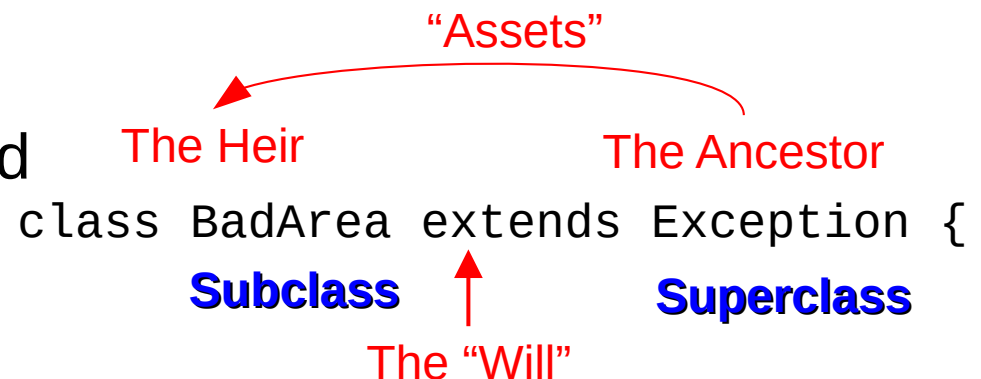 “Assets”
The Heir
The Ancestor
d
class BadArea extends Exception {
Subclass
Superclass
The “Will”